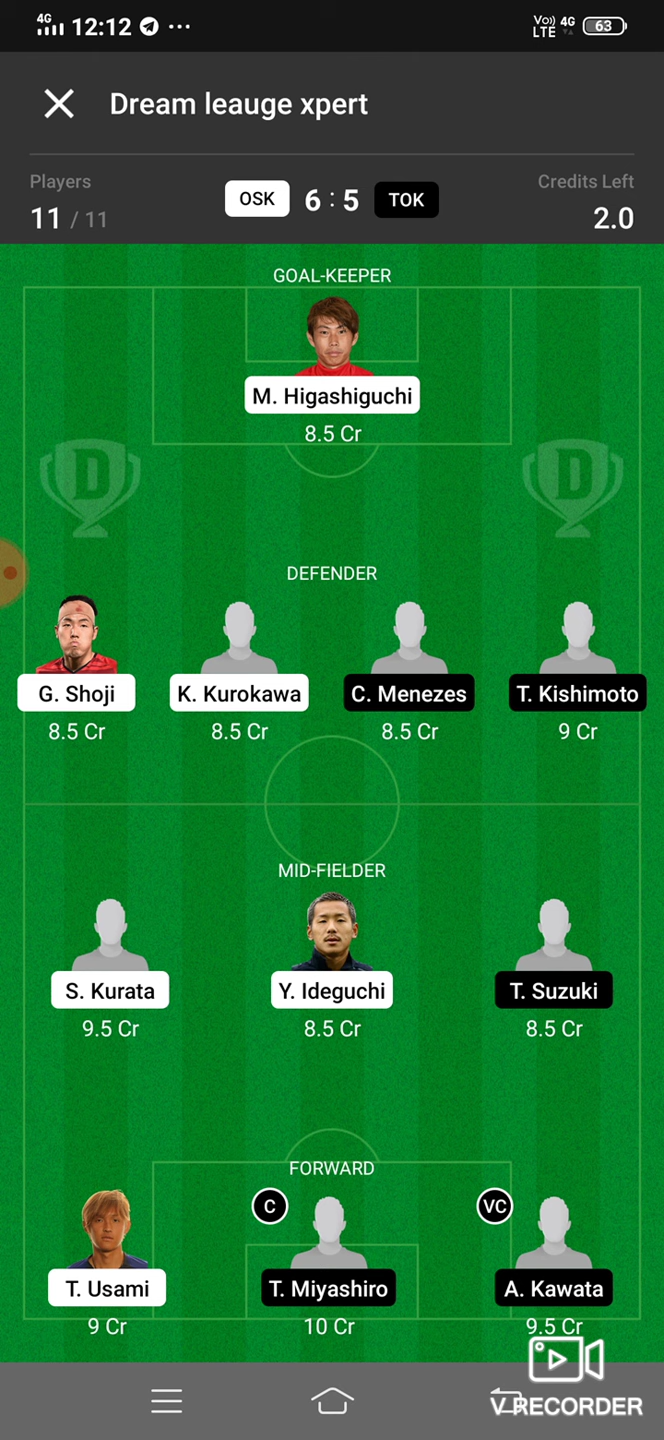 4G 12:12 ... Vo)) LTE 4G 63
Dream leauge xpert
Players Credits Left
11 / 11 OSK 6 : 5 TOK 2.0
GOAL-KEEPER
M. Higashiguchi
8.5 Cr
D D
DEFENDER
G. Shoji K. Kurokawa C. Menezes T. Kishimoto
8.5 Cr 8.5 Cr 8.5 Cr 9 Cr
MID-FIELDER
S. Kurata Y. Ideguchi T. Suzuki
9.5 Cr 8.5 Cr 8.5 Cr
FORWARD
C VC
T. Usami T. Miyashiro A. Kawata
9 Cr 10 Cr 9.5 Cr
V RECORDER